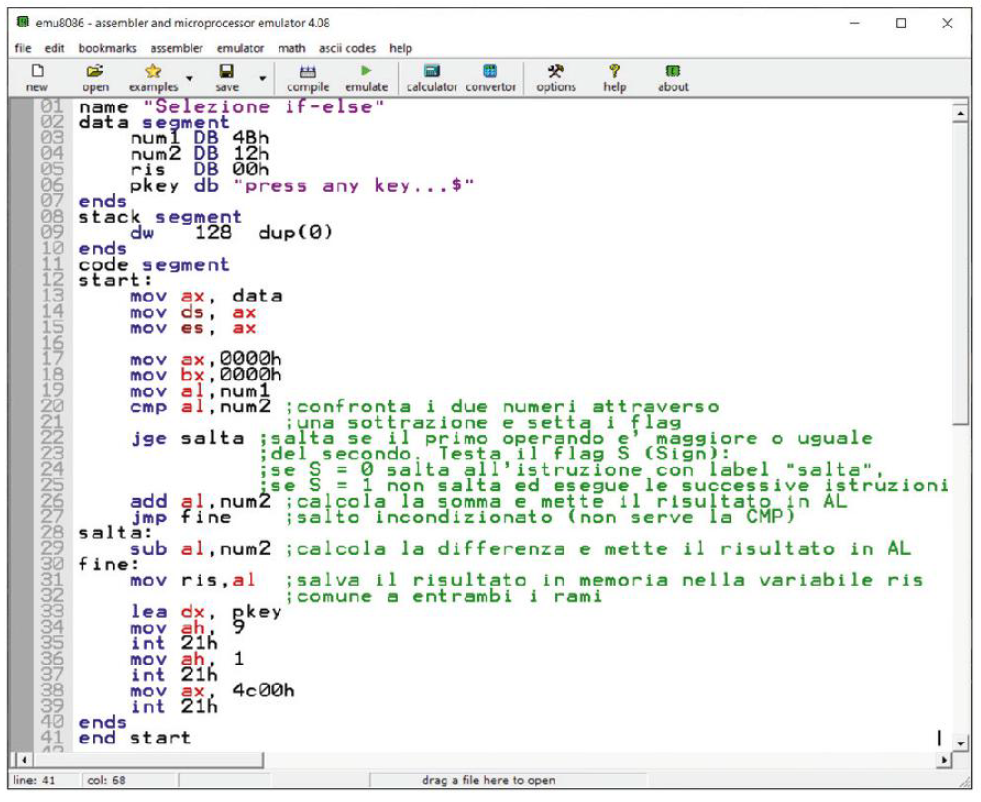 emu8086 - assembler and microprocessor emulator 4.08
file edit bookmarks assembler emulator math ascii codes help
new open examples save compile emulate calculator convertor options help about
01 name "Selezione if-else"
02 data segment
03 num1 DB 4Bh
04 num2 DB 12h
05 ris DB 00h
06 pkey db "press any key...$"
07 ends
08 stack segment
09 dw 128 dup(0)
10 ends
11 code segment
12 start:
13 mov ax, data
14 mov ds, ax
15 mov es, ax
16
17 mov ax,0000h
18 mov bx,0000h
19 mov al,num1
20 cmp al,num2 ;confronta i due numeri attraverso
21 ;una sottrazione e setta i flag
22 jge salta ;salta se il primo operando e' maggiore o uguale
23 ;del secondo. Testa il flag S (Sign):
24 ;se S = 0 salta all'istruzione con label "salta",
25 ;se S = 1 non salta ed esegue le successive istruzioni
26 add al,num2 ;calcola la somma e mette il risultato in AL
27 jmp fine ;salto incondizionato (non serve la CMP)
28 salta:
29 sub al,num2 ;calcola la differenza e mette il risultato in AL
30 fine:
31 mov ris,al ;salva il risultato in memoria nella variabile ris
32 ;comune a entrambi i rami
33 lea dx, pkey
34 mov ah, 9
35 int 21h
36 mov ah, 1
37 int 21h
38 mov ax, 4c00h
39 int 21h
40 ends
41 end start
42
line: 41 col: 68 drag a file here to open